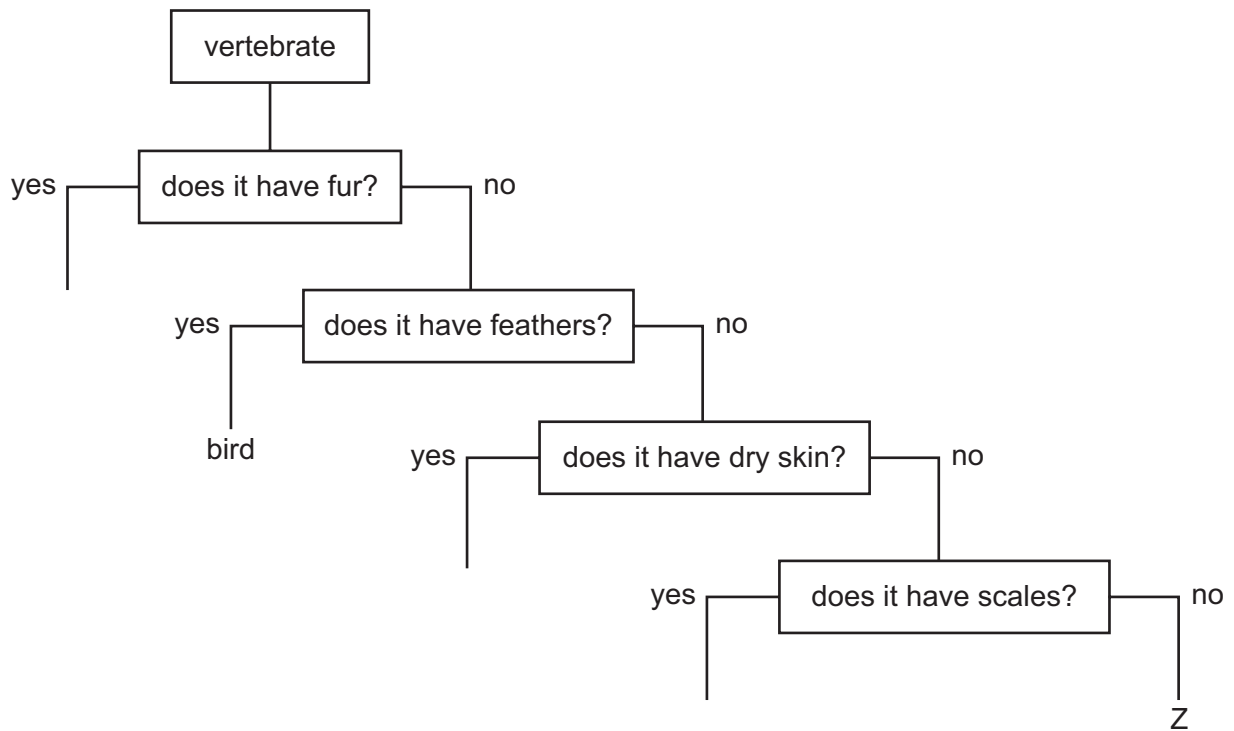 vertebrate
yes
does it have fur?
no
yes
does it have feathers?
no
bird
yes
does it have dry skin?
no
yes
does it have scales?
no
Z